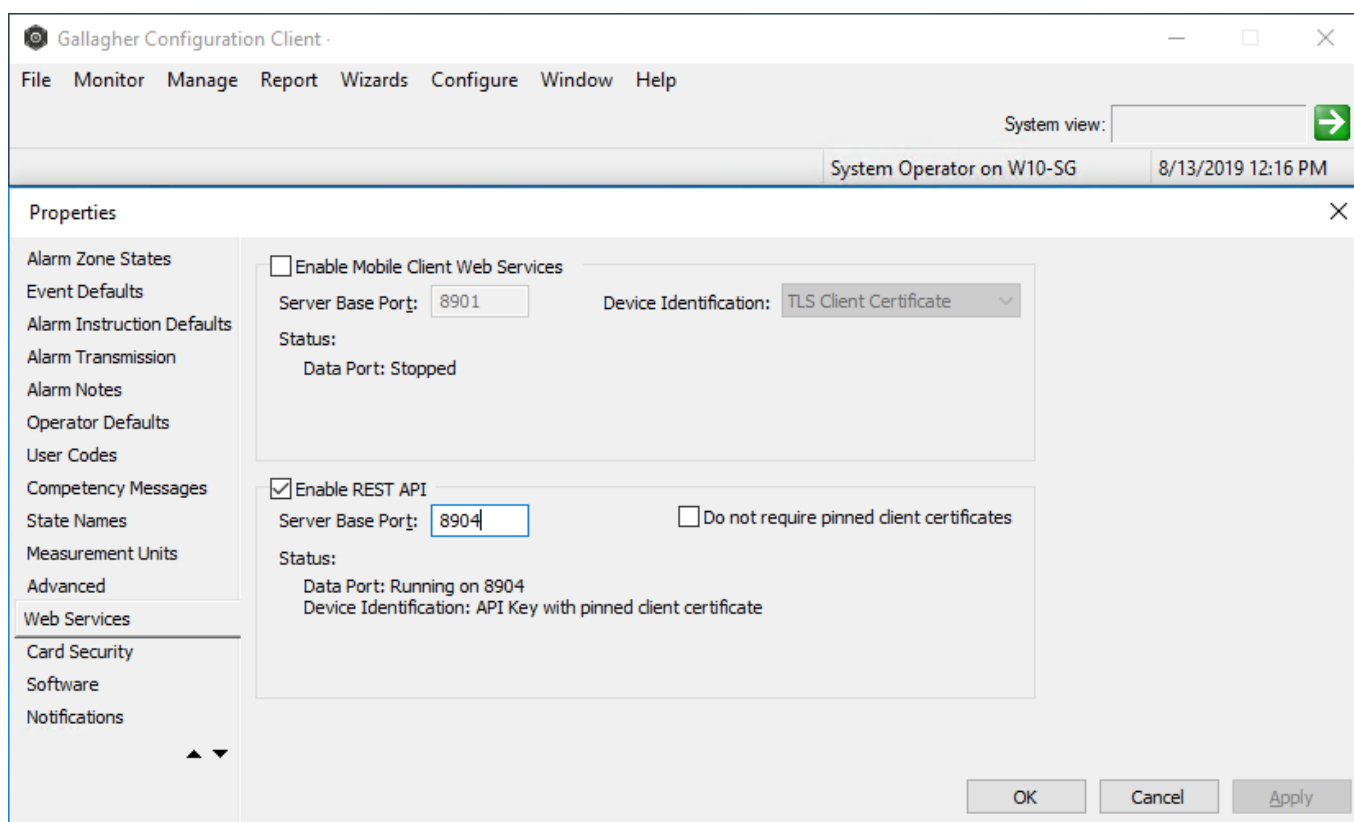 Gallagher Configuration Client -
File Monitor Manage Report Wizards Configure Window Help
System view:
System Operator on W10-SG 8/13/2019 12:16 PM
Properties
Alarm Zone States
Event Defaults
Alarm Instruction Defaults
Alarm Transmission
Alarm Notes
Operator Defaults
User Codes
Competency Messages
State Names
Measurement Units
Advanced
Web Services
Card Security
Software
Notifications
Enable Mobile Client Web Services
Server Base Port: 8901 Device Identification: TLS Client Certificate
Status:
Data Port: Stopped
Enable REST API
Server Base Port: 8904 Do not require pinned client certificates
Status:
Data Port: Running on 8904
Device Identification: API Key with pinned client certificate
OK Cancel Apply